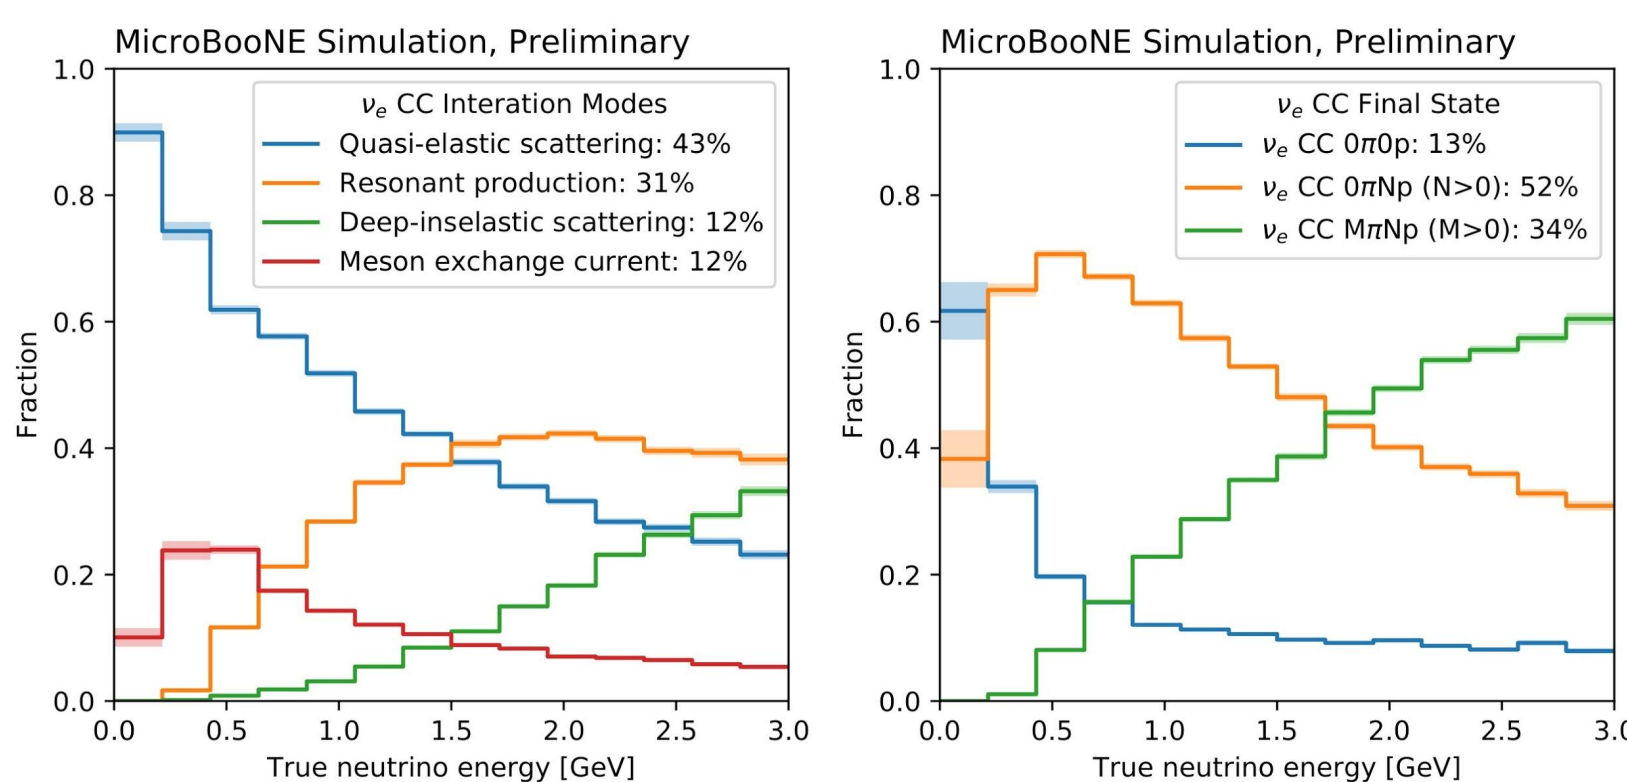 MicroBooNE Simulation, Preliminary
1.0
0.8
0.6
0.4
0.2
0.0
Fraction
νe CC Interation Modes
Quasi-elastic scattering: 43%
Resonant production: 31%
Deep-inselastic scattering: 12%
Meson exchange current: 12%
0.0 0.5 1.0 1.5 2.0 2.5 3.0
True neutrino energy [GeV]
MicroBooNE Simulation, Preliminary
1.0
0.8
0.6
0.4
0.2
0.0
Fraction
νe CC Final State
νe CC 0π0p: 13%
νe CC 0πNp (N>0): 52%
νe CC MπNp (M>0): 34%
0.0 0.5 1.0 1.5 2.0 2.5 3.0
True neutrino energy [GeV]